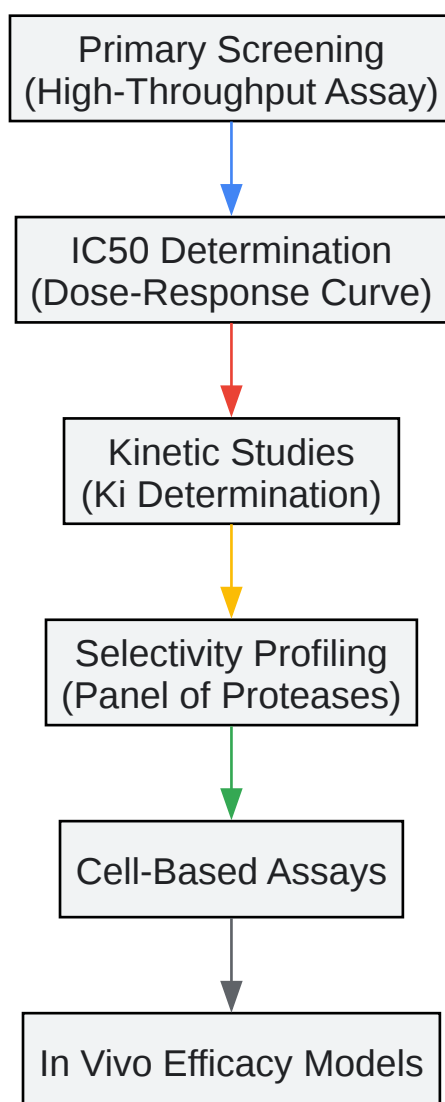 Primary Screening
(High-Throughput Assay)
IC50 Determination
(Dose-Response Curve)
Kinetic Studies
(Ki Determination)
Selectivity Profiling
(Panel of Proteases)
Cell-Based Assays
In Vivo Efficacy Models